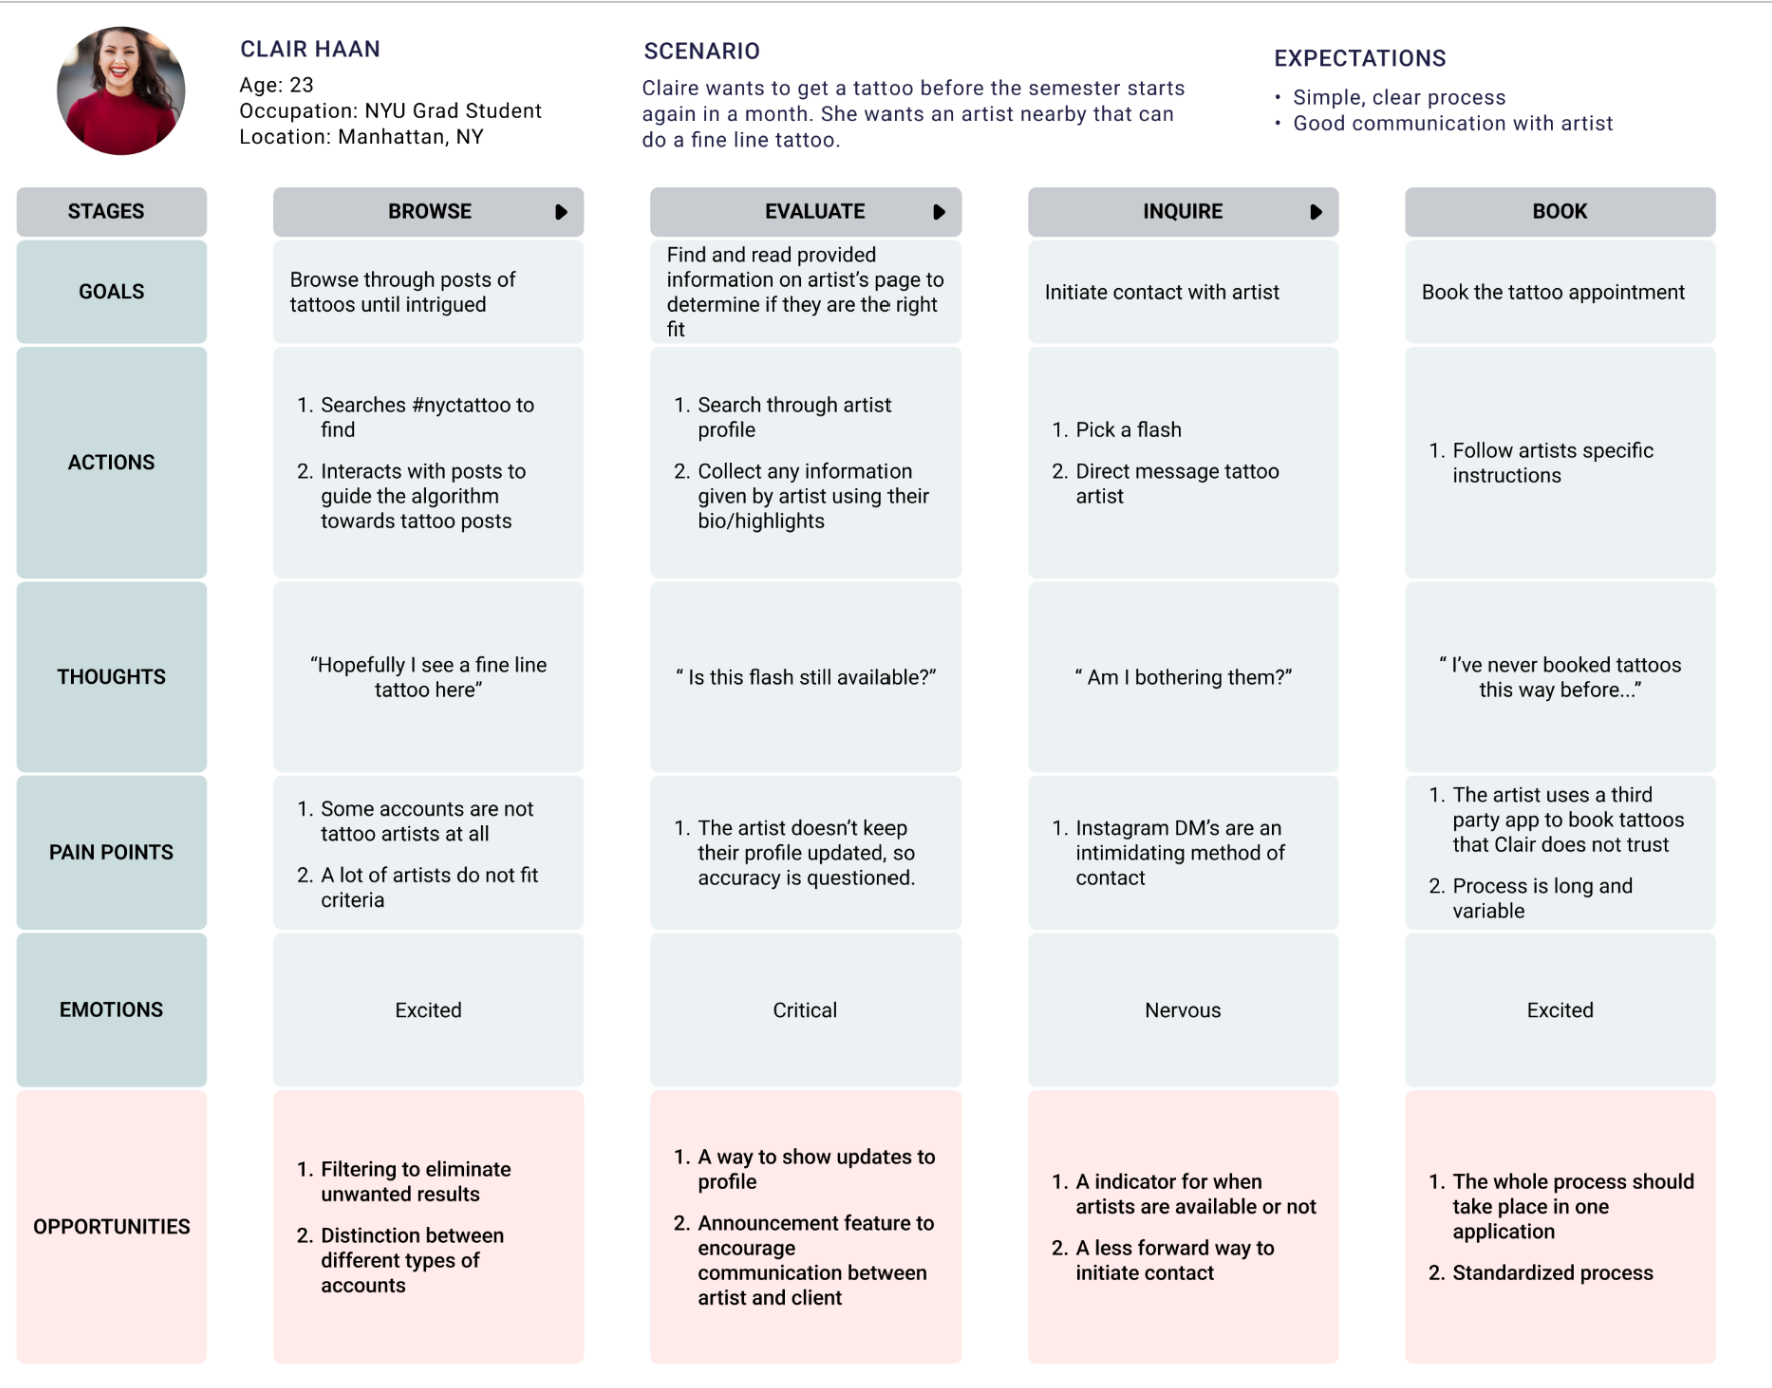 CLAIR HAAN
Age: 23
Occupation: NYU Grad Student
Location: Manhattan, NY
SCENARIO
Claire wants to get a tattoo before the semester starts
again in a month. She wants an artist nearby that can
do a fine line tattoo.
EXPECTATIONS
• Simple, clear process
• Good communication with artist
STAGES
BROWSE
EVALUATE
INQUIRE
BOOK
GOALS
Browse through posts of
tattoos until intrigued
Find and read provided
information on artist's page to
determine if they are the right
fit
Initiate contact with artist
Book the tattoo appointment
ACTIONS
1. Searches #nyctattoo to
find
2. Interacts with posts to
guide the algorithm
towards tattoo posts
1. Search through artist
profile
2. Collect any information
given by artist using their
bio/highlights
1. Pick a flash
2. Direct message tattoo
artist
1. Follow artists specific
instructions
THOUGHTS
“Hopefully I see a fine line
tattoo here”
“ Is this flash still available?”
“ Am I bothering them?”
“ I’ve never booked tattoos
this way before...”
PAIN POINTS
1. Some accounts are not
tattoo artists at all
2. A lot of artists do not fit
criteria
1. The artist doesn’t keep
their profile updated, so
accuracy is questioned.
1. Instagram DM’s are an
intimidating method of
contact
1. The artist uses a third
party app to book tattoos
that Clair does not trust
2. Process is long and
variable
EMOTIONS
Excited
Critical
Nervous
Excited
OPPORTUNITIES
1. Filtering to eliminate
unwanted results
2. Distinction between
different types of
accounts
1. A way to show updates to
profile
2. Announcement feature to
encourage
communication between
artist and client
1. A indicator for when
artists are available or not
2. A less forward way to
initiate contact
1. The whole process should
take place in one
application
2. Standardized process